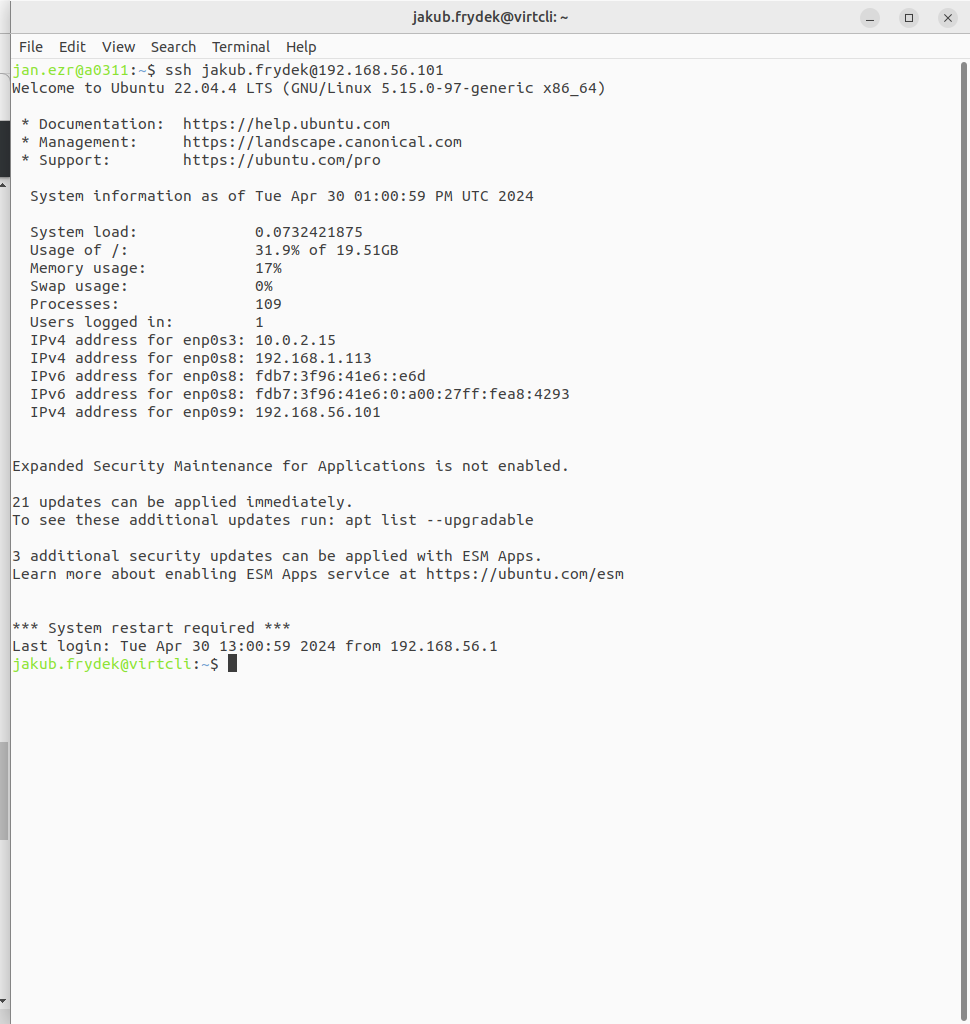 jakub.frydek@virtcli: ~
File Edit View Search Terminal Help
jan.ezr@a0311:~$ ssh jakub.frydek@192.168.56.101
Welcome to Ubuntu 22.04.4 LTS (GNU/Linux 5.15.0-97-generic x86_64)
* Documentation: https://help.ubuntu.com
* Management: https://landscape.canonical.com
* Support: https://ubuntu.com/pro
System information as of Tue Apr 30 01:00:59 PM UTC 2024
System load: 0.0732421875
Usage of /: 31.9% of 19.51GB
Memory usage: 17%
Swap usage: 0%
Processes: 109
Users logged in: 1
IPv4 address for enp0s3: 10.0.2.15
IPv4 address for enp0s8: 192.168.1.113
IPv6 address for enp0s8: fdb7:3f96:41e6::e6d
IPv6 address for enp0s8: fdb7:3f96:41e6:0:a00:27ff:fea8:4293
IPv4 address for enp0s9: 192.168.56.101
Expanded Security Maintenance for Applications is not enabled.
21 updates can be applied immediately.
To see these additional updates run: apt list --upgradable
3 additional security updates can be applied with ESM Apps.
Learn more about enabling ESM Apps service at https://ubuntu.com/esm
*** System restart required ***
Last login: Tue Apr 30 13:00:59 2024 from 192.168.56.1
jakub.frydek@virtcli:~$